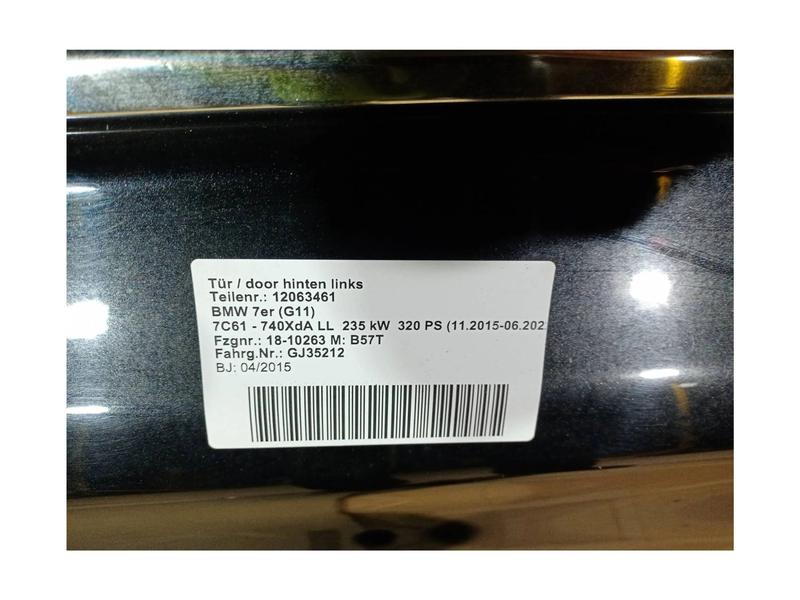 Tür / door hinten links
Teilenr.: 12063461
BMW 7er (G11)
7C61 - 740XdA LL 235 kW 320 PS (11.2015-06.202
Fzgnr.: 18-10263 M: B57T
Fahrg.Nr.: GJ35212
BJ: 04/2015